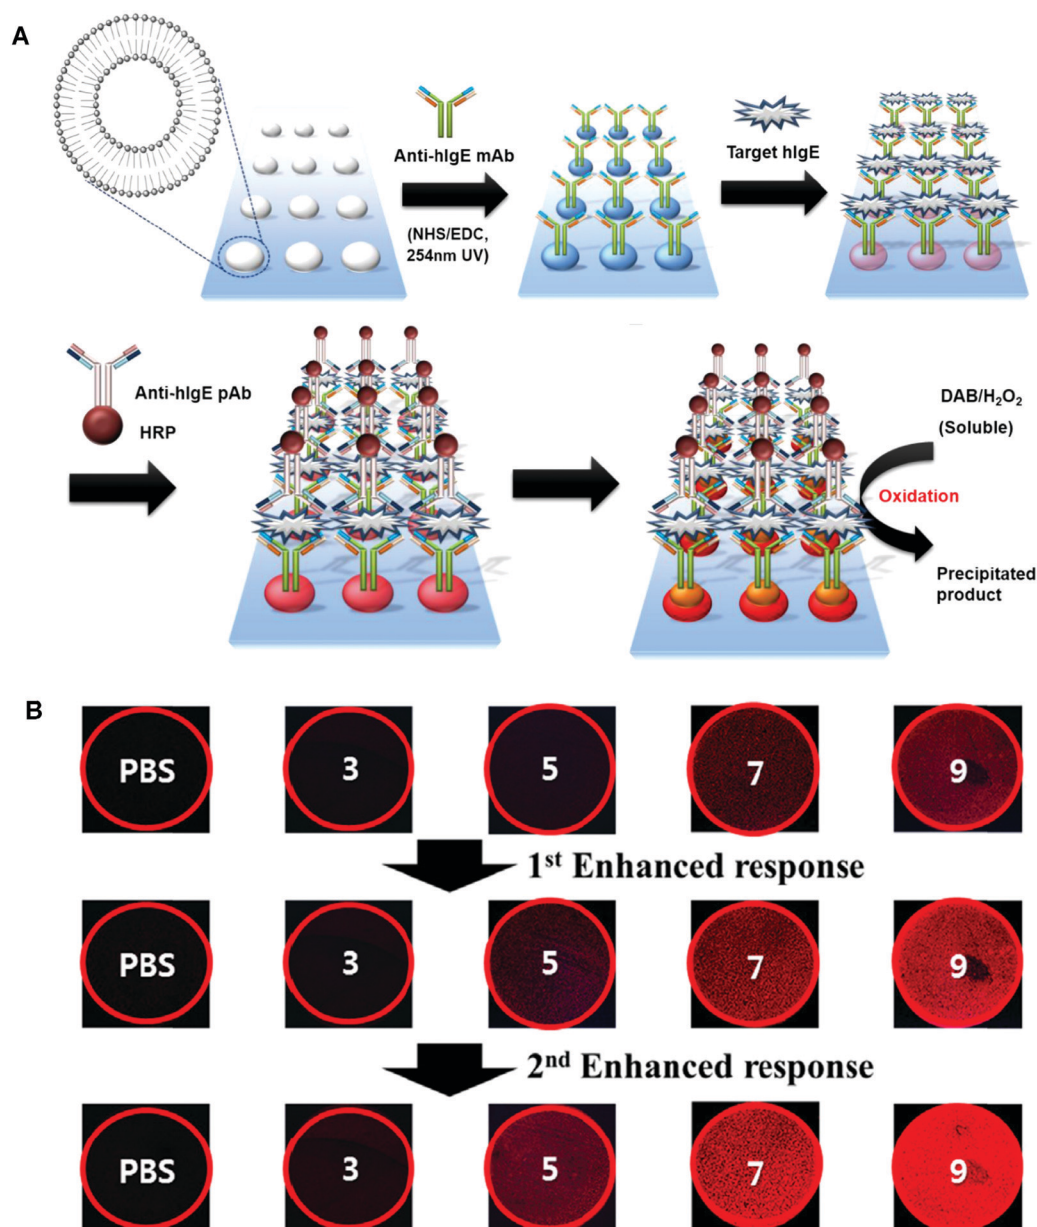 A
Anti-hIgE mAb
(NHS/EDC,
254nm UV)
Target hIgE
Anti-hIgE pAb
HRP
DAB/H₂O₂
(Soluble)
Oxidation
Precipitated
product
B
PBS 3 5 7 9
1st Enhanced response
PBS 3 5 7 9
2nd Enhanced response
PBS 3 5 7 9